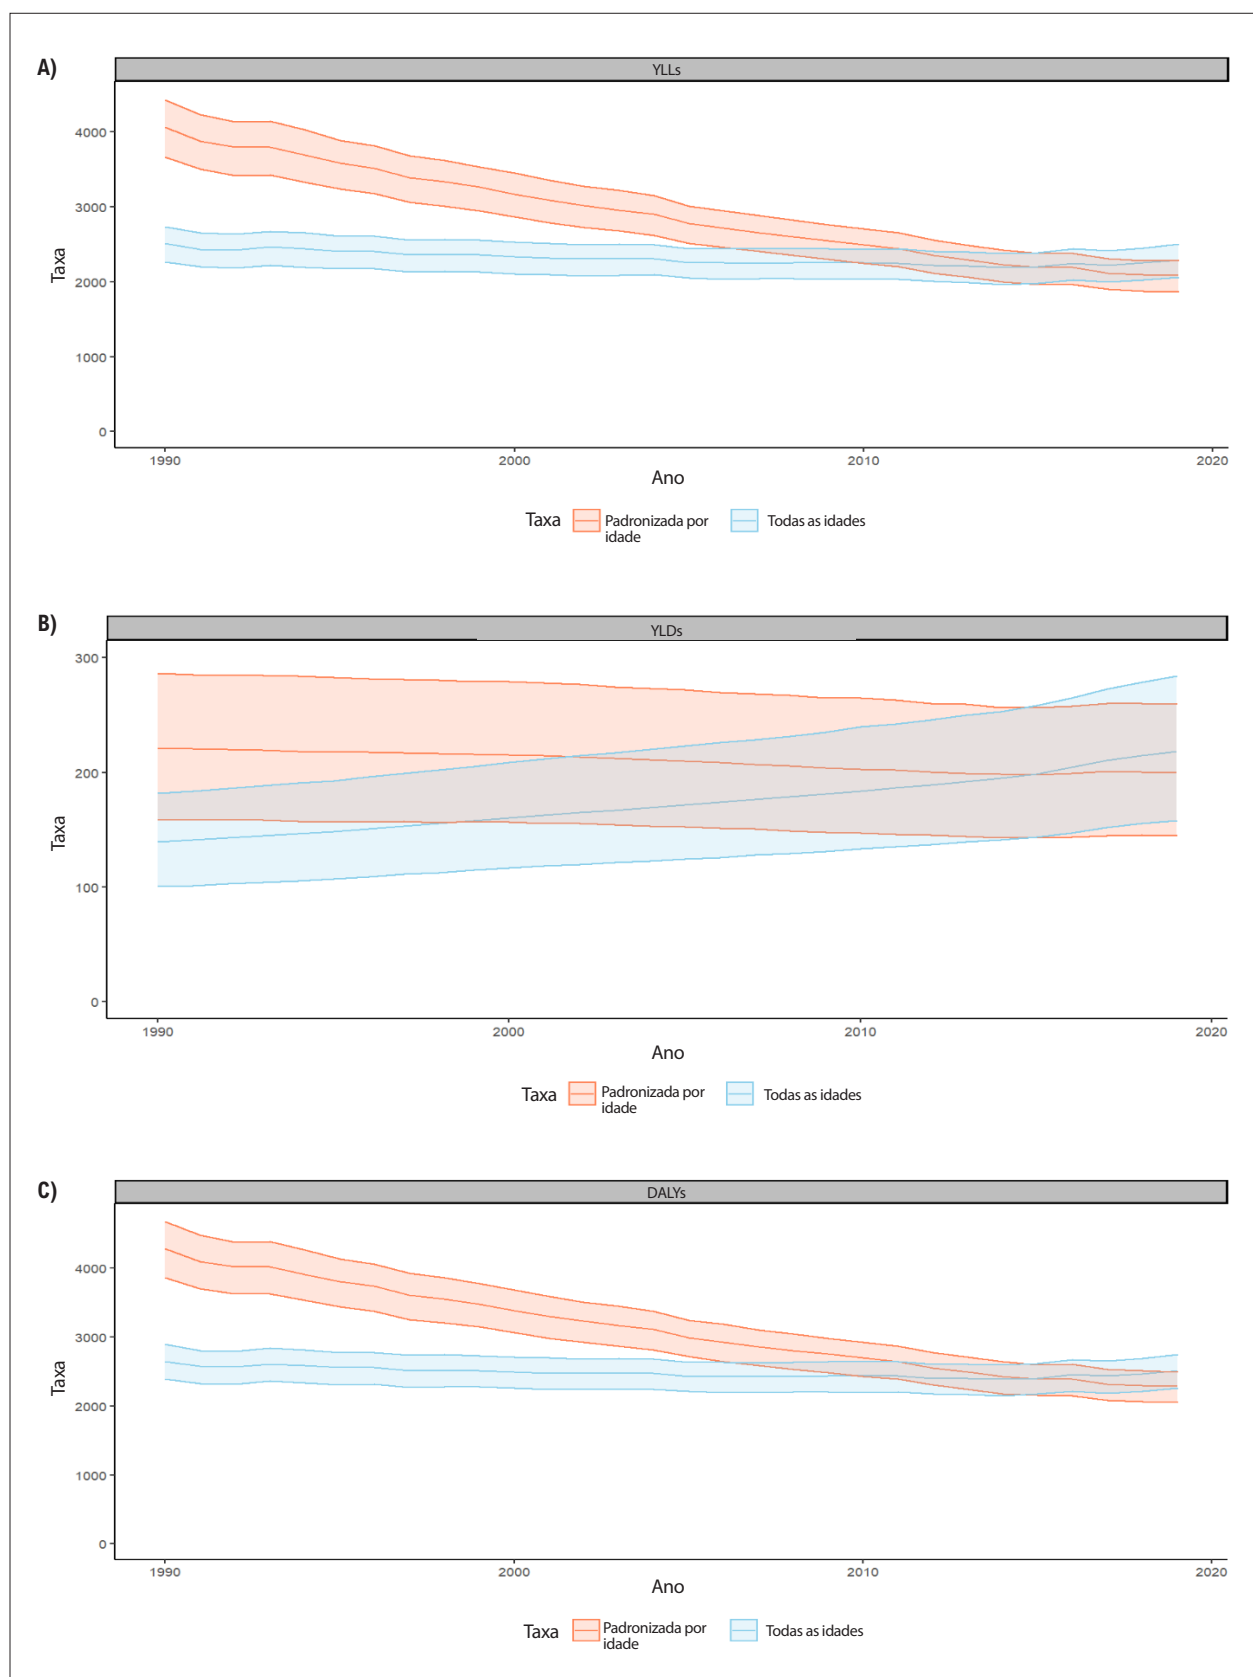 A)
YLLs
4000
3000
2000
1000
0
Taxa
1990
2000
2010
2020
Ano
Taxa
Padronizada por
idade
Todas as idades
B)
YLDs
300
200
100
0
Taxa
1990
2000
2010
2020
Ano
Taxa
Padronizada por
idade
Todas as idades
C)
DALYs
4000
3000
2000
1000
0
Taxa
1990
2000
2010
2020
Ano
Taxa
Padronizada por
idade
Todas as idades